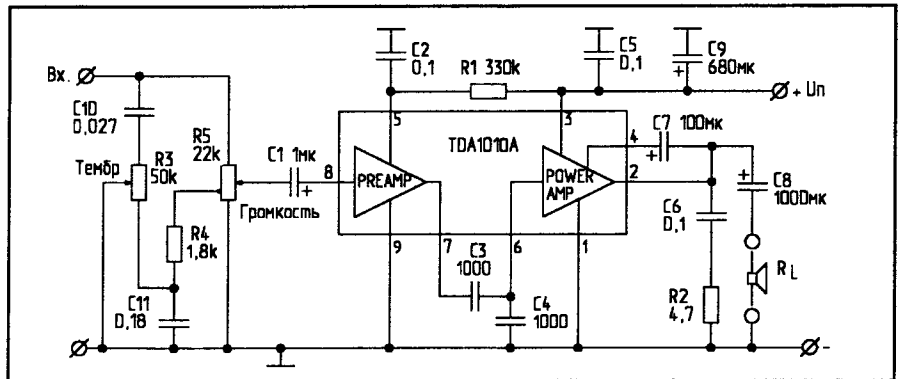 C2
0,1
C5
0,1
C9
680мк
R1 330k
Вх.
+ Uп
C10
0,027
5
3
TDA1010A
4
C7 100мк
R5
22k
C1 1мк
Тембр
R3
50k
8
PREAMP
POWER
AMP
2
C8
1000мк
Громкость
C6
0,1
R4
1,8k
9
7
6
1
C3
1000
RL
C4
1000
R2
4,7
C11
0,18
-